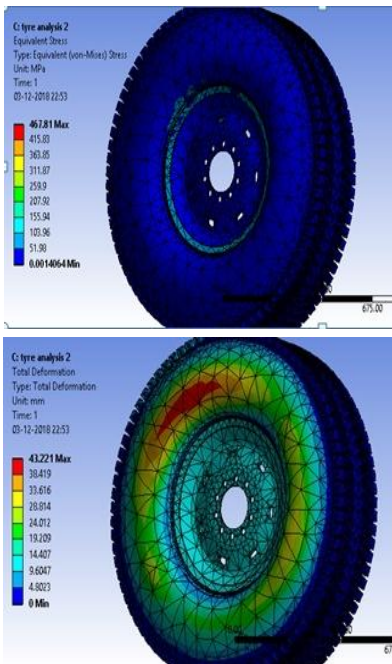 C: tyre analysis 2
Equivalent Stress
Type: Equivalent (von-Mises) Stress
Unit: MPa
Time: 1
03-12-2018 22:53
467.81 Max
415.83
363.85
311.87
259.9
207.92
155.94
103.96
51.98
0.0014064 Min
675.00
C: tyre analysis 2
Total Deformation
Type: Total Deformation
Unit: mm
Time: 1
03-12-2018 22:53
43.221 Max
38.419
33.616
28.814
24.012
19.209
14.407
9.6047
4.8023
0 Min